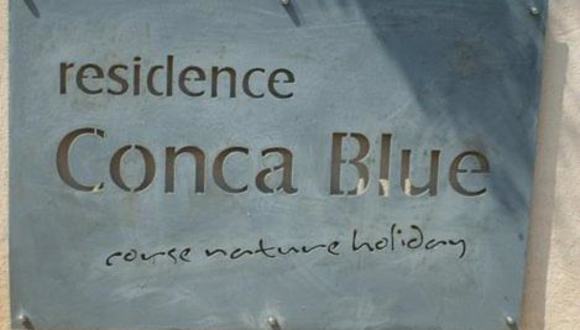 residence
Conca Blue
corse nature holiday